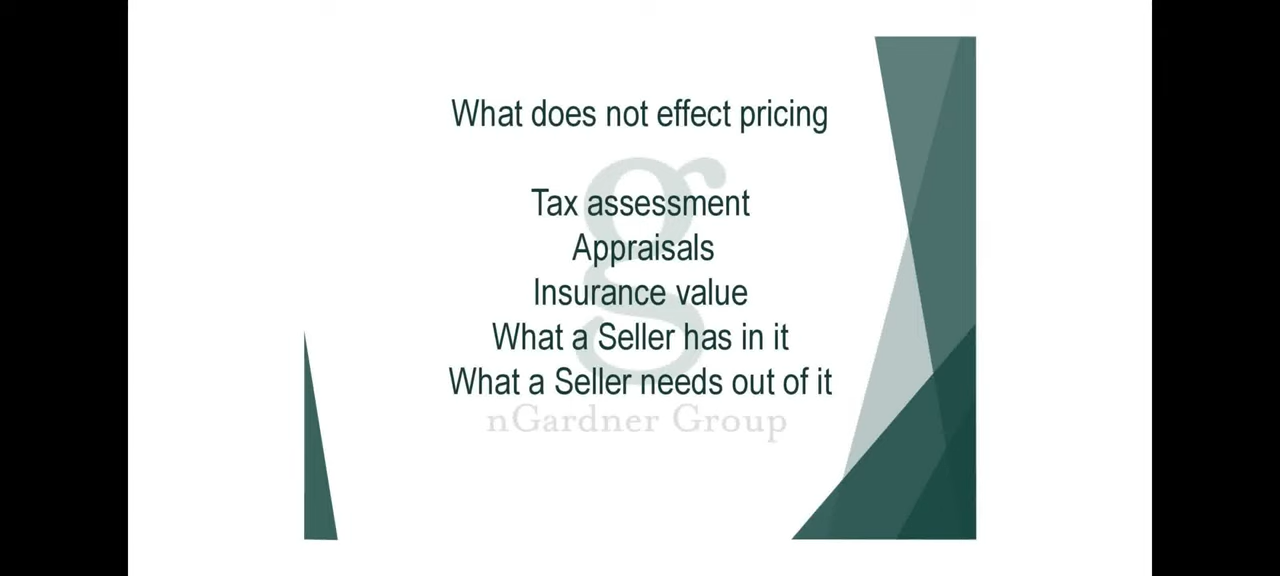 What does not effect pricing
Tax assessment
Appraisals
Insurance value
What a Seller has in it
What a Seller needs out of it
g
nGardner Group